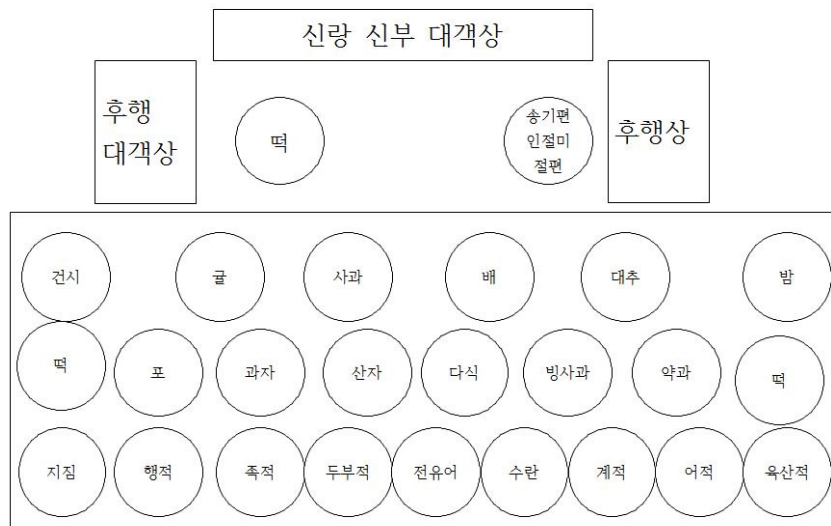 신랑 신부 대객상
후행
대객상
떡
송기편
인절미
절편
후행상
건시
귤
사과
배
대추
밤
떡
포
과자
산자
다식
빙사과
약과
떡
지짐
행적
족적
두부적
전유어
수란
계적
어적
육산적